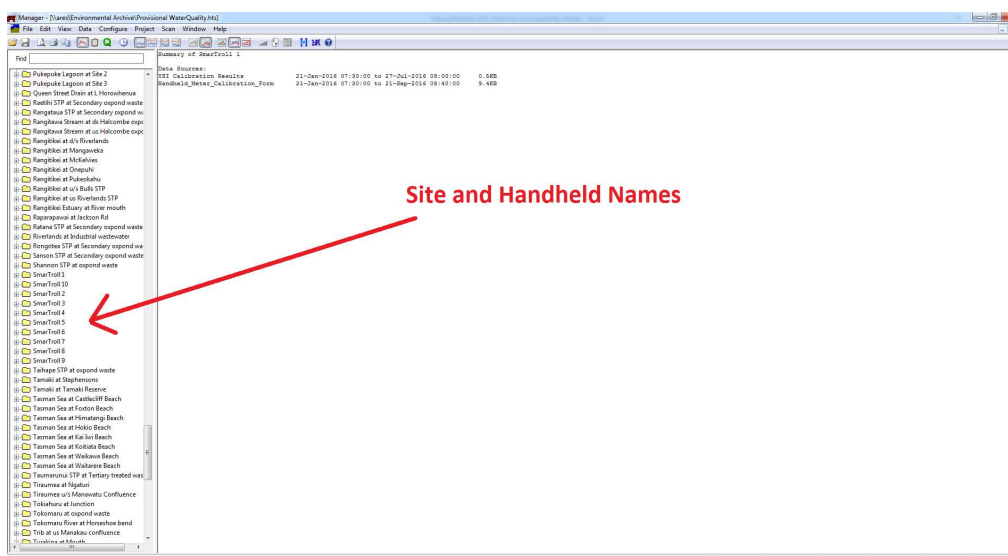 Manager - [\\ares\Environmental Archive\Provisional WaterQuality.hts]
File Edit View Data Configure Project Scan Window Help
Find
Pukepuke Lagoon at Site 2
Pukepuke Lagoon at Site 3
Queen Street Drain at L Horowhenua
Raetihi STP at Secondary oxpond waste
Rangataua STP at Secondary oxpond wa
Rangitawa Stream at ds Halcombe oxpo
Rangitawa Stream at us Halcombe oxpo
Rangitikei at d/s Riverlands
Rangitikei at Mangaweka
Rangitikei at McKelvies
Rangitikei at Onepuhi
Rangitikei at Pukeokahu
Rangitikei at u/s Bulls STP
Rangitikei at us Riverlands STP
Rangitikei Estuary at River mouth
Raparapawai at Jackson Rd
Ratana STP at Secondary oxpond waste
Riverlands at Industrial wastewater
Rongotea STP at Secondary oxpond wa
Sanson STP at Secondary oxpond waste
Shannon STP at oxpond waste
SmarTroll 1
SmarTroll 10
SmarTroll 2
SmarTroll 3
SmarTroll 4
SmarTroll 5
SmarTroll 6
SmarTroll 7
SmarTroll 8
SmarTroll 9
Taihape STP at oxpond waste
Tamaki at Stephensons
Tamaki at Tamaki Reserve
Tasman Sea at Castlecliff Beach
Tasman Sea at Foxton Beach
Tasman Sea at Himatangi Beach
Tasman Sea at Hokio Beach
Tasman Sea at Kai Iwi Beach
Tasman Sea at Koitiata Beach
Tasman Sea at Waikawa Beach
Tasman Sea at Waitarere Beach
Taumarunui STP at Tertiary treated was
Tiraumea at Ngaturi
Tiraumea u/s Manawatu Confluence
Tokiahuru at Junction
Tokomaru at oxpond waste
Tokomaru River at Horseshoe bend
Trib at us Manakau confluence
Turakina at Mouth
Summary of SmarTroll 1
Data Sources:
YSI Calibration Results 21-Jan-2016 07:30:00 to 27-Jul-2016 08:00:00 0.5KB
Handheld_Meter_Calibration_Form 21-Jan-2016 07:30:00 to 21-Sep-2016 08:40:00 9.4KB
Site and Handheld Names